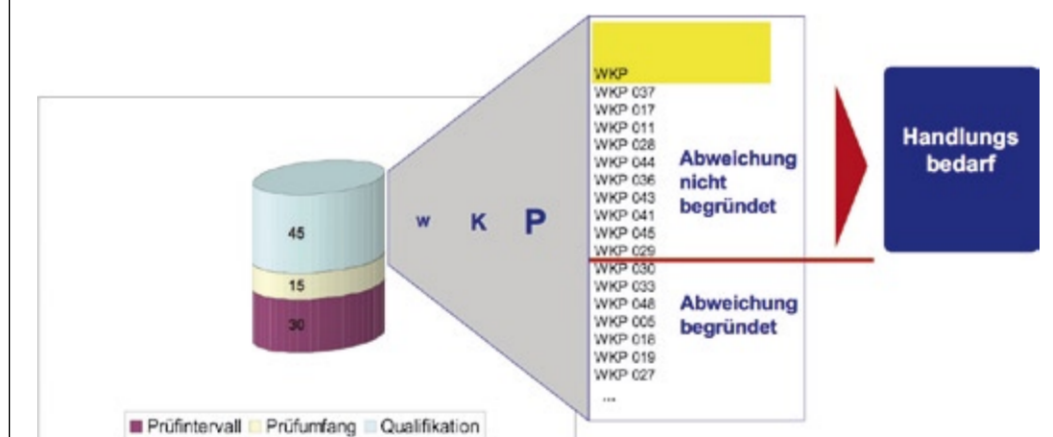 WKP
WKP 037
WKP 017
WKP 011
WKP 028
WKP 044
WKP 036
WKP 043
WKP 041
WKP 045
WKP 029
WKP 030
WKP 033
WKP 048
WKP 005
WKP 018
WKP 019
WKP 027
...
Abweichung
nicht
begründet
Abweichung
begründet
Handlungs
bedarf
W K P
45
15
30
Prüfintervall Prüfumfang Qualifikation